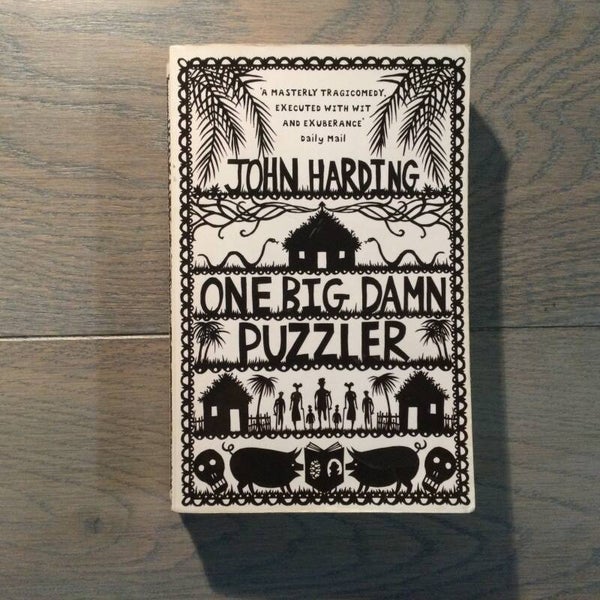 'A MASTERLY TRAGICOMEDY,
EXECUTED WITH WIT
AND EXUBERANCE'
Daily Mail
JOHN HARDING
ONE BIG DAMN
PUZZLER